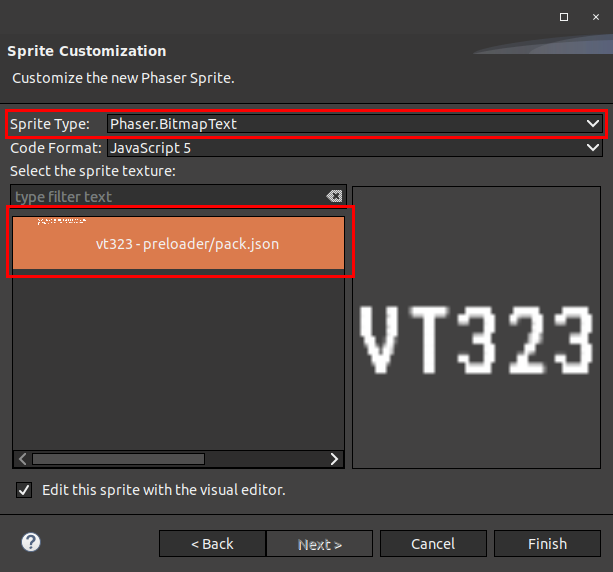 Sprite Customization
Customize the new Phaser Sprite.
Sprite Type: Phaser.BitmapText
Code Format: JavaScript 5
Select the sprite texture:
type filter text
vt323 - preloader/pack.json
VT323
Edit this sprite with the visual editor.
? < Back Next > Cancel Finish